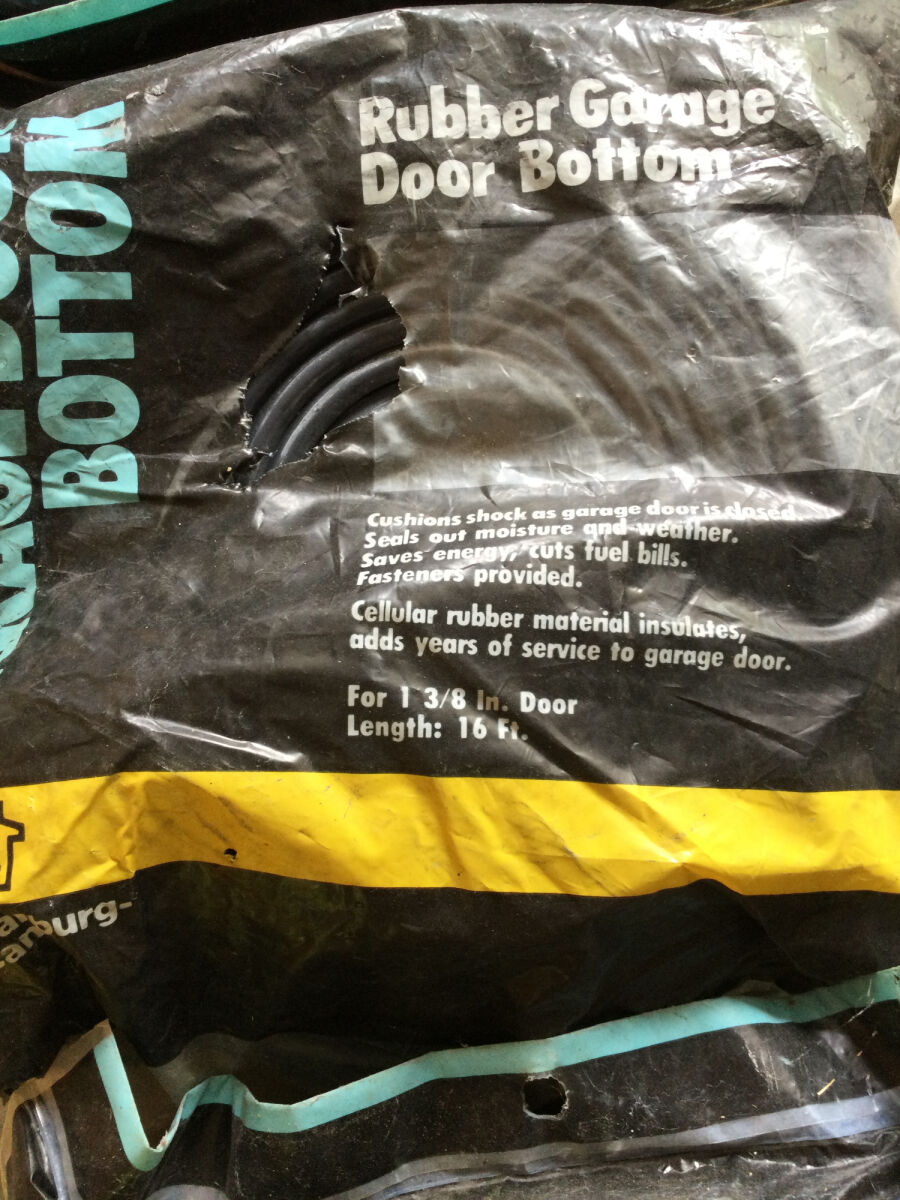 Rubber Garage
Door Bottom
BOTTOM
Cushions shock as garage door is closed
Seals out moisture and weather.
Saves energy, cuts fuel bills.
Fasteners provided.
Cellular rubber material insulates,
adds years of service to garage door.
For 1 3/8 In. Door
Length: 16 Ft.